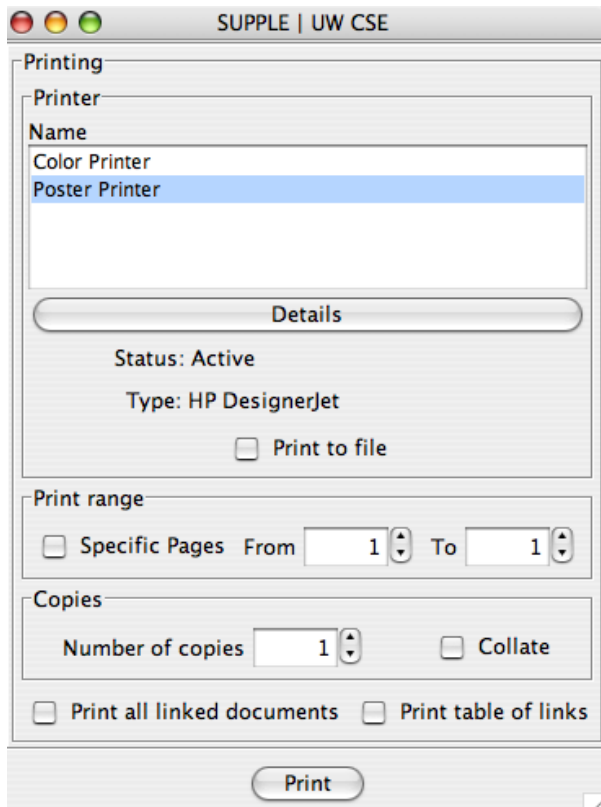 SUPPLE | UW CSE
Printing
Printer
Name
Color Printer
Poster Printer
Details
Status: Active
Type: HP DesignerJet
Print to file
Print range
Specific Pages From 1 To 1
Copies
Number of copies 1 Collate
Print all linked documents Print table of links
Print